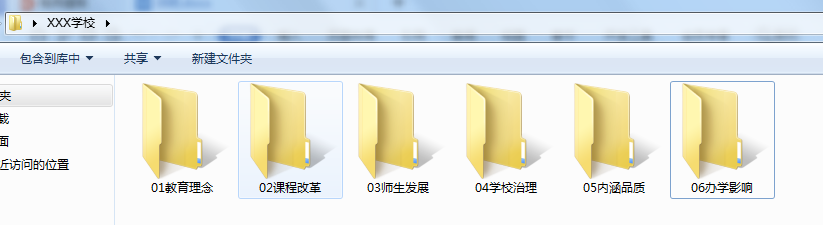 XXX学校
包含到库中
共享
新建文件夹
夹
载
面
近访问的位置
01教育理念
02课程改革
03师生发展
04学校治理
05内涵品质
06办学影响